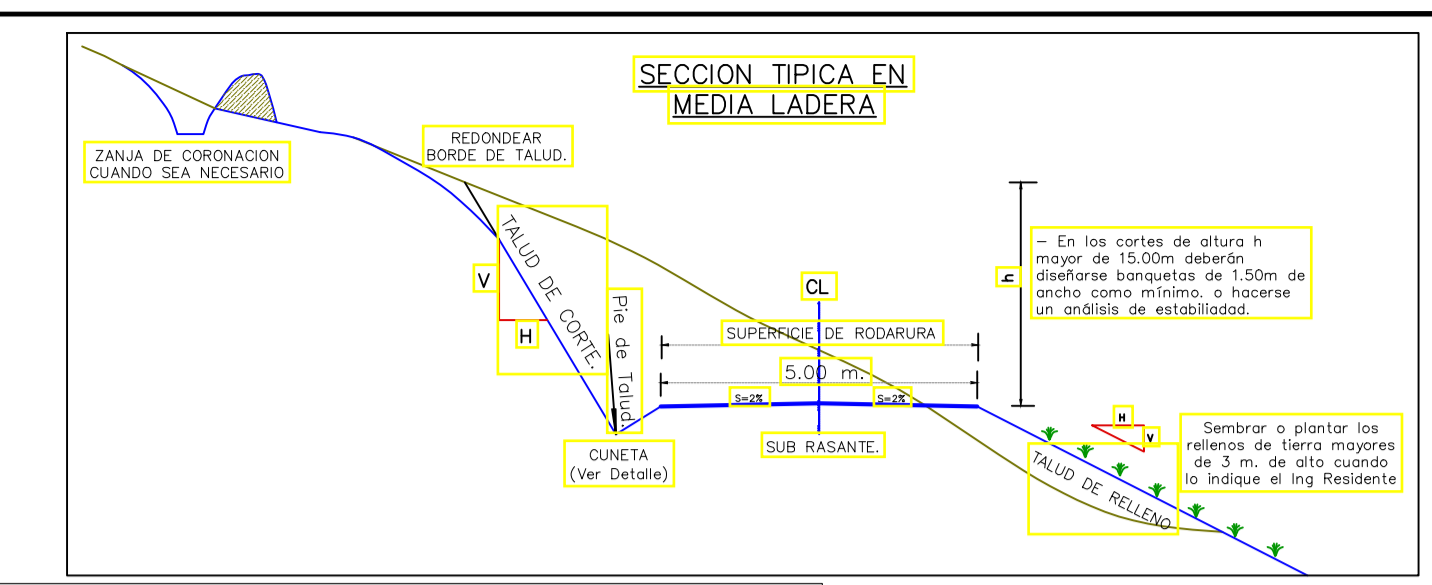 SECCION TIPICA EN
MEDIA LADERA
ZANJA DE CORONACION
CUANDO SEA NECESARIO
REDONDEAR
BORDE DE TALUD.
TALUD DE CORTE.
V
H
Pie de Talud.
CUNETA
(Ver Detalle)
CL
SUPERFICIE DE RODARURA
5.00 m.
S=2%
S=2%
SUB RASANTE.
h
– En los cortes de altura h
mayor de 15.00m deberán
diseñarse banquetas de 1.50m de
ancho como mínimo. o hacerse
un análisis de estabiliadad.
H
V
TALUD DE RELLENO
Sembrar o plantar los
rellenos de tierra mayores
de 3 m. de alto cuando
lo indique el Ing Residente